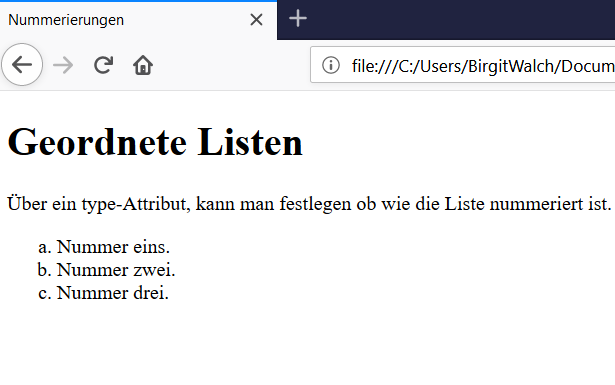 Nummerierungen
file:///C:/Users/BirgitWalch/Docum
Geordnete Listen
Über ein type-Attribut, kann man festlegen ob wie die Liste nummeriert ist.
a. Nummer eins.
b. Nummer zwei.
c. Nummer drei.